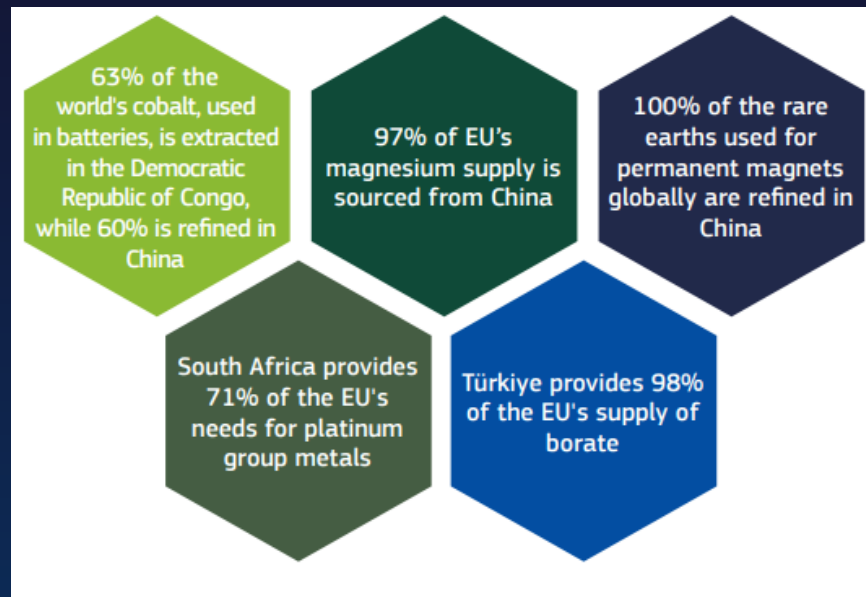 63% of the
world's cobalt, used
in batteries, is extracted
in the Democratic
Republic of Congo,
while 60% is refined in
China
97% of EU’s
magnesium supply is
sourced from China
100% of the rare
earths used for
permanent magnets
globally are refined in
China
South Africa provides
71% of the EU's
needs for platinum
group metals
Türkiye provides 98%
of the EU's supply of
borate